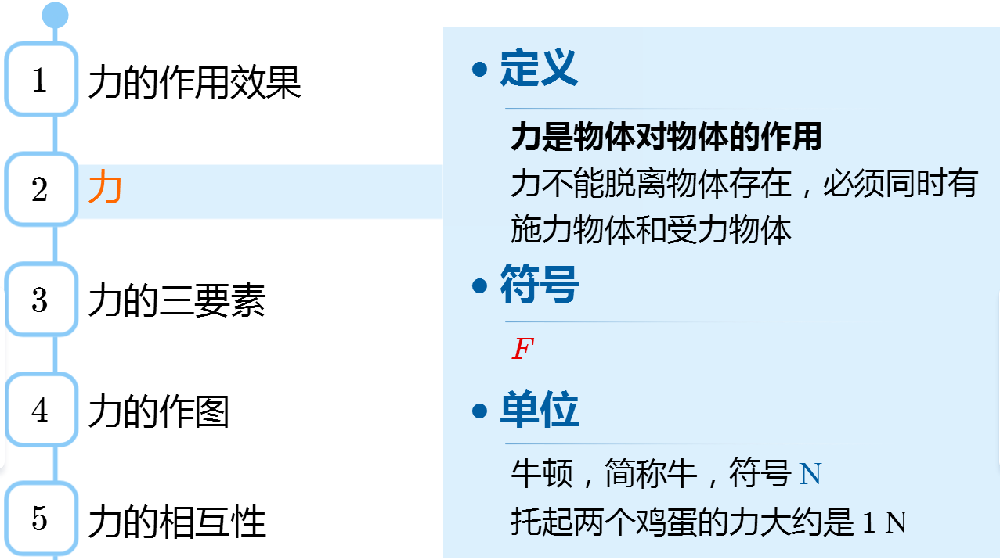 1 力的作用效果
2 力
3 力的三要素
4 力的作图
5 力的相互性
• 定义
力是物体对物体的作用
力不能脱离物体存在，必须同时有
施力物体和受力物体
• 符号
F
• 单位
牛顿，简称牛，符号 N
托起两个鸡蛋的力大约是 1 N